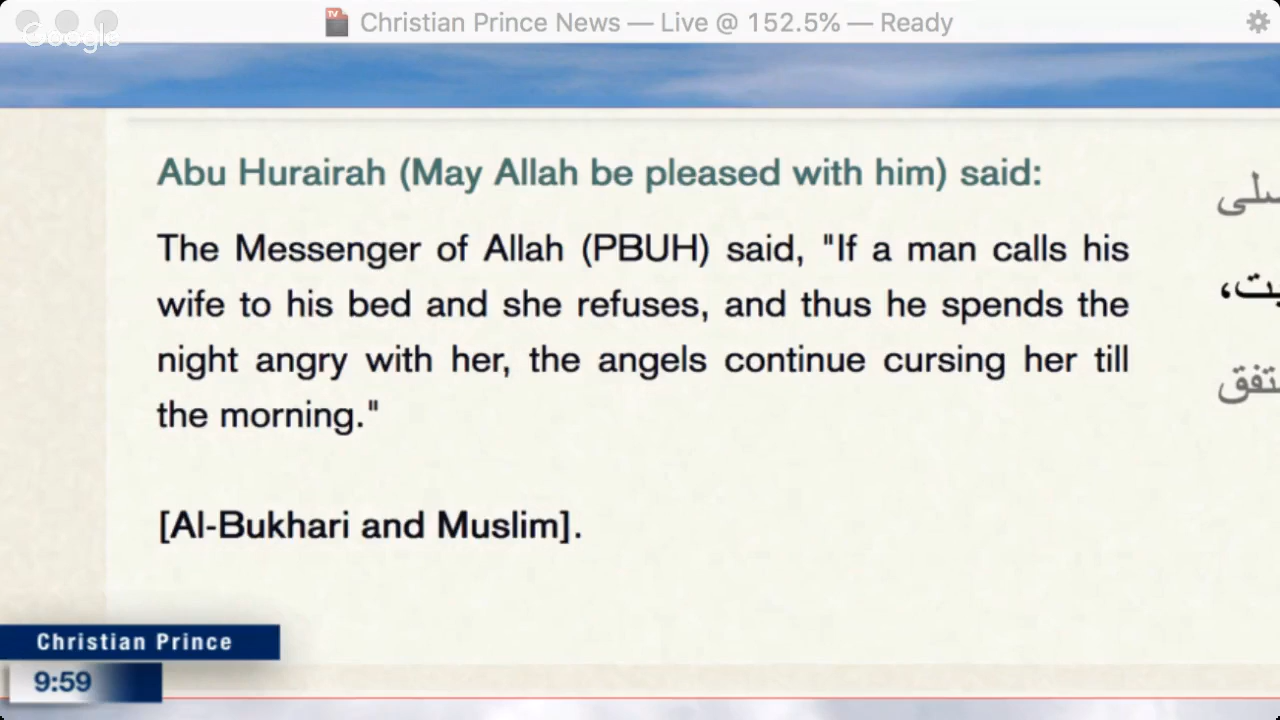 Google
Christian Prince News — Live @ 152.5% — Ready
TV
Abu Hurairah (May Allah be pleased with him) said:
The Messenger of Allah (PBUH) said, "If a man calls his
wife to his bed and she refuses, and thus he spends the
night angry with her, the angels continue cursing her till
the morning."
[Al-Bukhari and Muslim].
Christian Prince
9:59